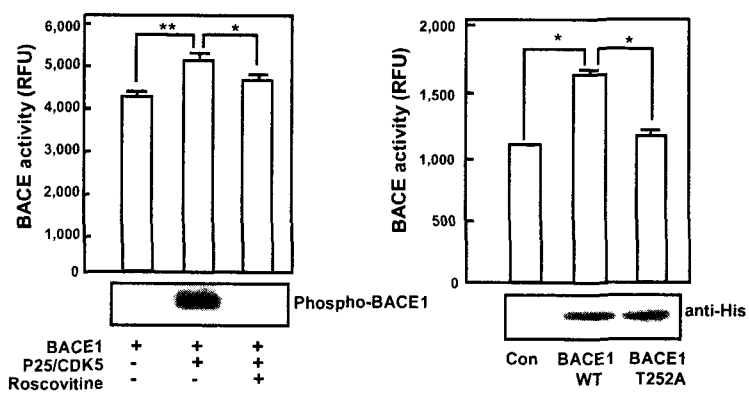 BACE activity (RFU)
6,000
5,000
4,000
3,000
2,000
1,000
0
**
*
Phospho-BACE1
BACE1 + + +
P25/CDK5 - + +
Roscovitine - - +
BACE activity (RFU)
2,000
1,500
1,000
500
0
*
*
anti-His
Con BACE1 BACE1
WT T252A